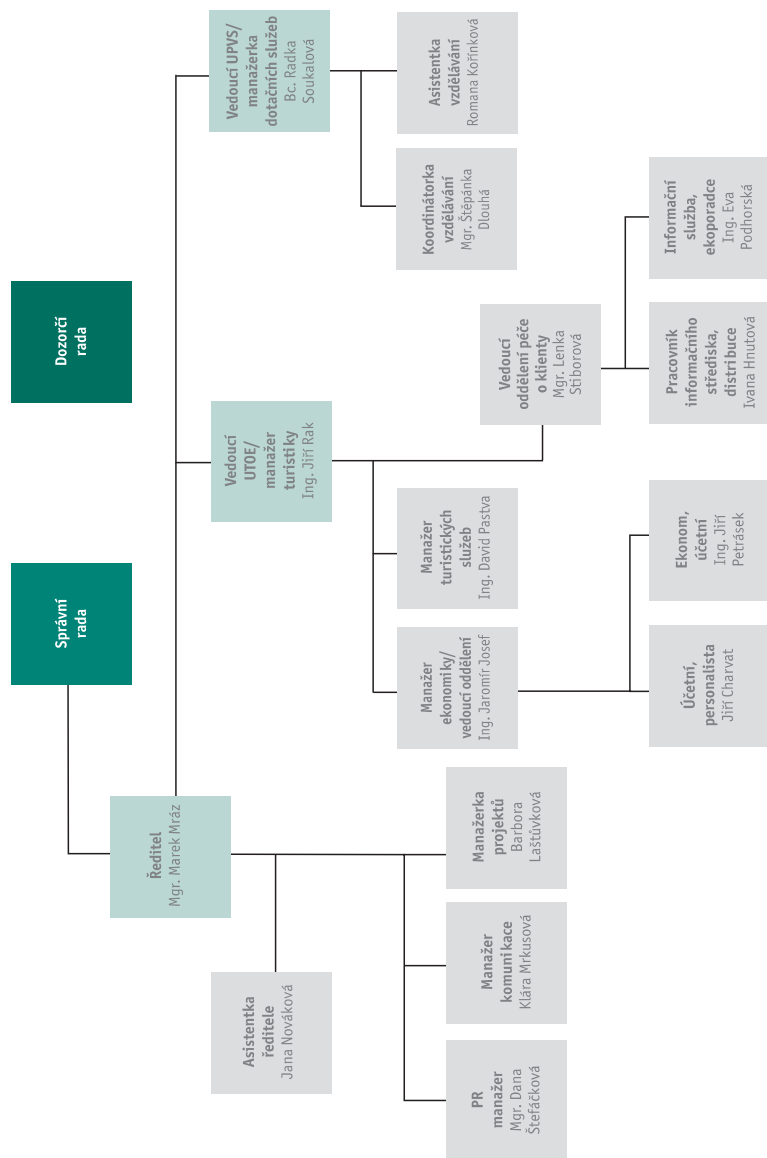 Správní
rada
Dozorčí
rada
Ředitel
Mgr. Marek Mráz
Asistentka
ředitele
Jana Nováková
Vedoucí
UTOE/
manažer
turistiky
Ing. Jiří Rak
Vedoucí UPVS/
manažerka
dotačních služeb
Bc. Radka
Soukalová
Manažer
ekonomiky/
vedoucí oddělení
Ing. Jaromír Josef
Manažer
turistických
služeb
Ing. David Pastva
Koordinátorka
vzdělávání
Mgr. Štěpánka
Dlouhá
Asistentka
vzdělávání
Romana Kořínková
PR
manažer
Mgr. Dana
Štefáčková
Manažer
komunikace
Klára Mrkusová
Manažerka
projektů
Barbora
Laštůvková
Vedoucí
oddělení péče
o klienty
Mgr. Lenka
Stiborová
Účetní,
personalista
Jiří Charvat
Ekonom,
účetní
Ing. Jiří
Petrásek
Pracovník
informačního
střediska,
distribuce
Ivana Hnutová
Informační
služba,
ekoporadce
Ing. Eva
Podhorská